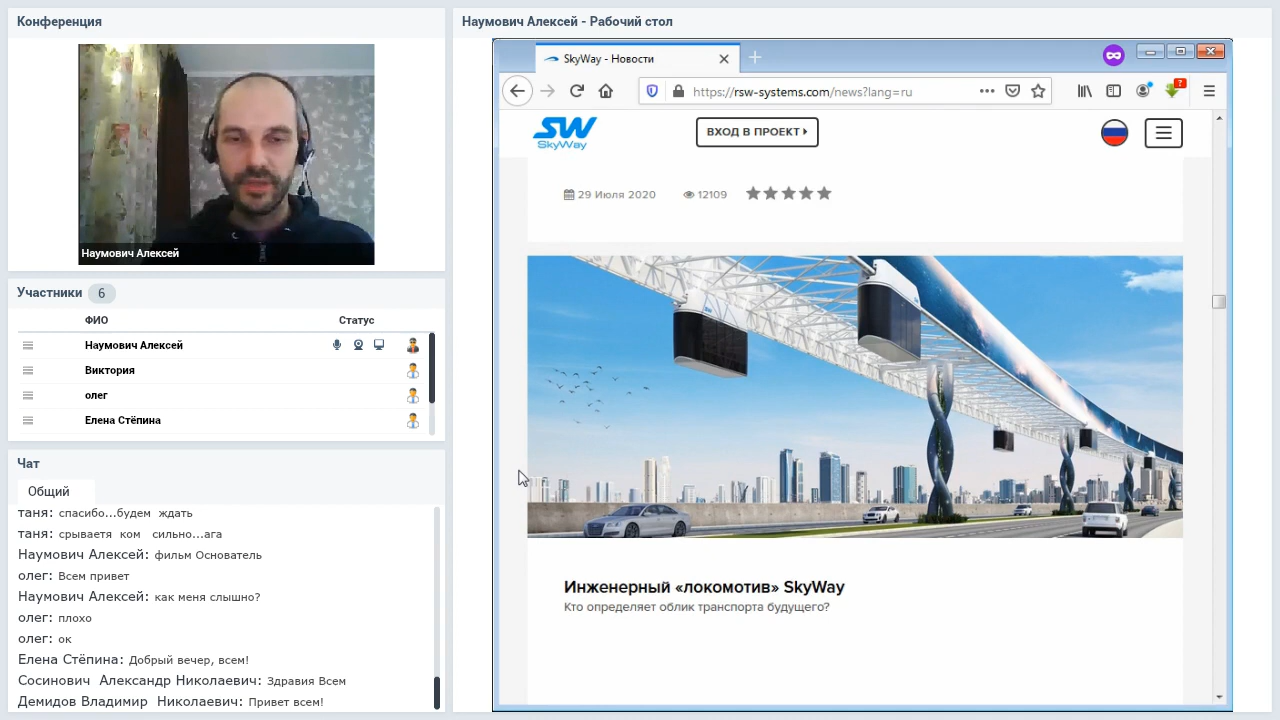 Конференция
Наумович Алексей
Участники 6
ФИО Статус
Наумович Алексей
Виктория
олег
Елена Стёпина
Чат
Общий
таня: спасибо...будем ждать
таня: срываетя ком сильно...ага
Наумович Алексей: фильм Основатель
олег: Всем привет
Наумович Алексей: как меня слышно?
олег: плохо
олег: ок
Елена Стёпина: Добрый вечер, всем!
Сосинович Александр Николаевич: Здравия Всем
Демидов Владимир Николаевич: Привет всем!
Наумович Алексей - Рабочий стол
SkyWay - Новости
https://rsw-systems.com/news?lang=ru
?
SW
SkyWay
ВХОД В ПРОЕКТ
29 Июля 2020 12109
Инженерный «локомотив» SkyWay
Кто определяет облик транспорта будущего?